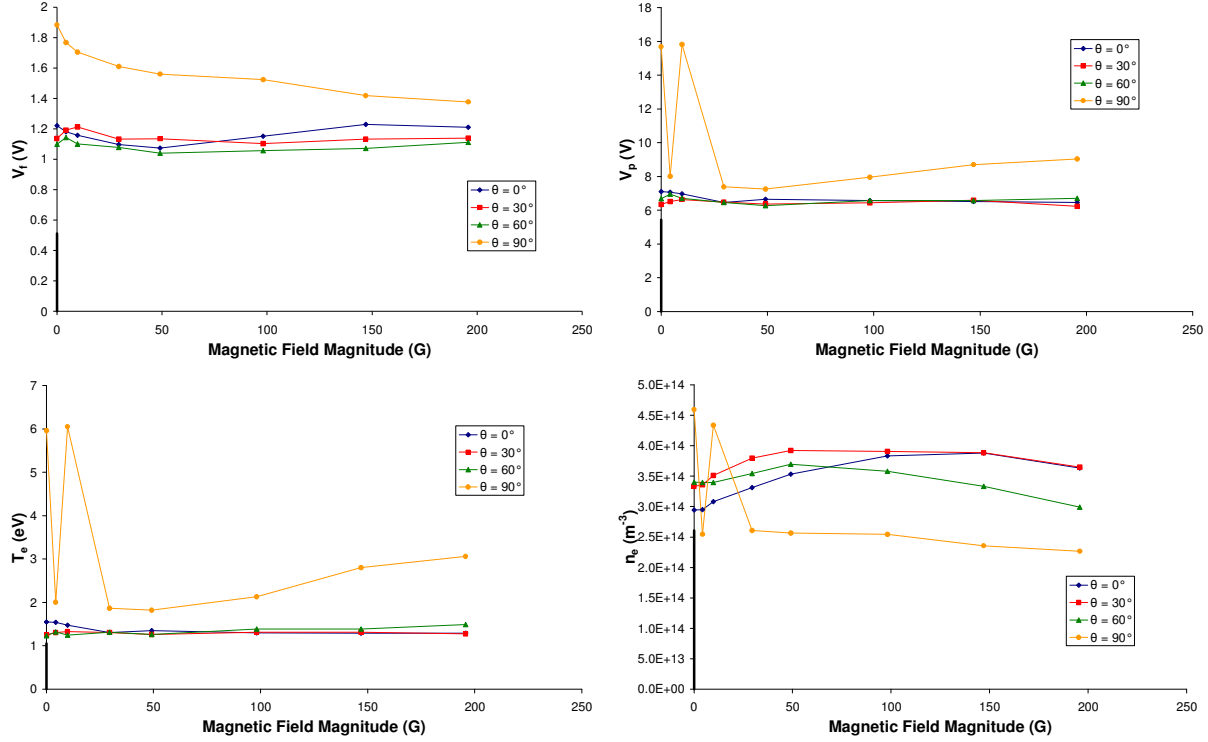 2
1.8
1.6
1.4
1.2
1
0.8
0.6
0.4
0.2
0
V_f (V)
0 50 100 150 200 250
Magnetic Field Magnitude (G)
θ = 0°
θ = 30°
θ = 60°
θ = 90°
18
16
14
12
10
8
6
4
2
0
V_p (V)
0 50 100 150 200 250
Magnetic Field Magnitude (G)
θ = 0°
θ = 30°
θ = 60°
θ = 90°
7
6
5
4
3
2
1
0
T_e (eV)
0 50 100 150 200 250
Magnetic Field Magnitude (G)
θ = 0°
θ = 30°
θ = 60°
θ = 90°
5.0E+14
4.5E+14
4.0E+14
3.5E+14
3.0E+14
2.5E+14
2.0E+14
1.5E+14
1.0E+14
5.0E+13
0.0E+00
n_e (m⁻³)
0 50 100 150 200 250
Magnetic Field Magnitude (G)
θ = 0°
θ = 30°
θ = 60°
θ = 90°